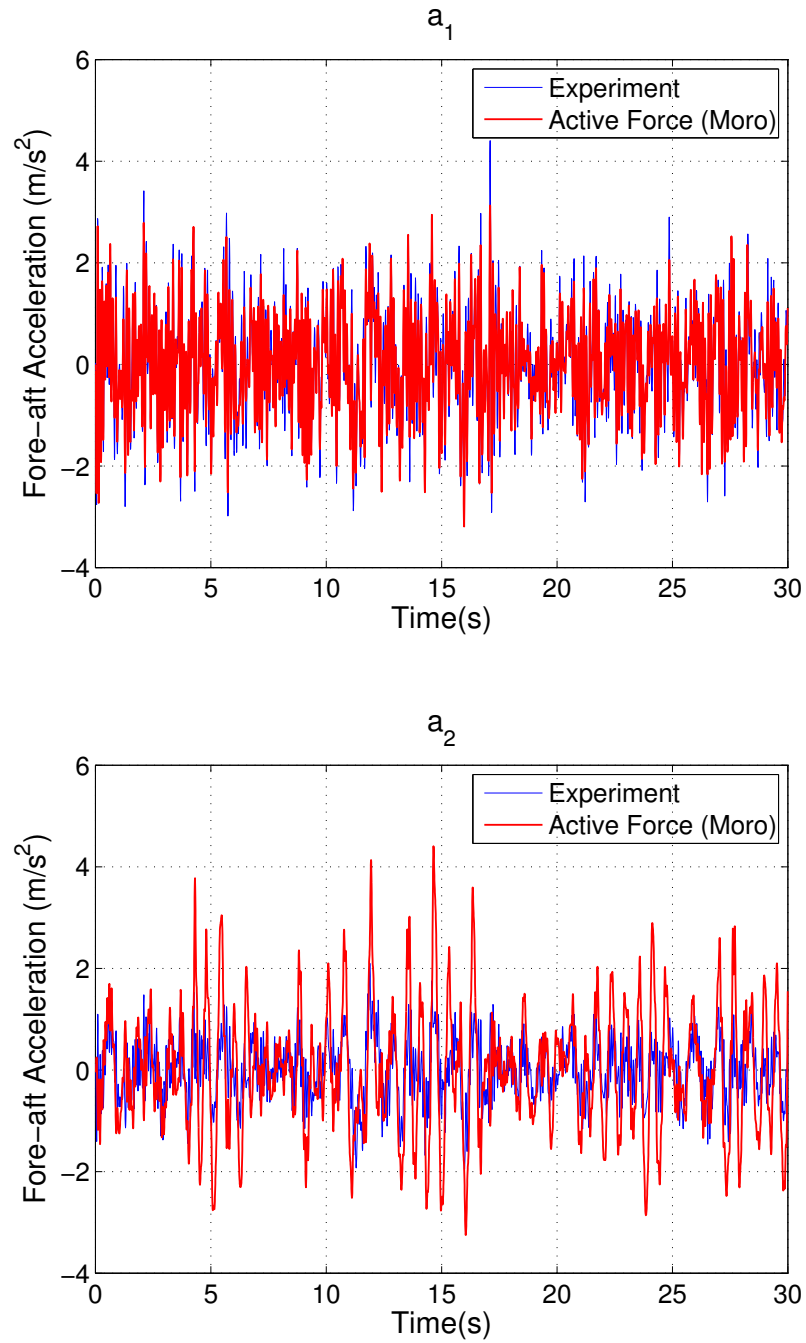 a1
Fore-aft Acceleration (m/s²)
6
4
2
0
−2
−4
Experiment
Active Force (Moro)
0 5 10 15 20 25 30
Time(s)
a2
Fore-aft Acceleration (m/s²)
6
4
2
0
−2
−4
Experiment
Active Force (Moro)
0 5 10 15 20 25 30
Time(s)